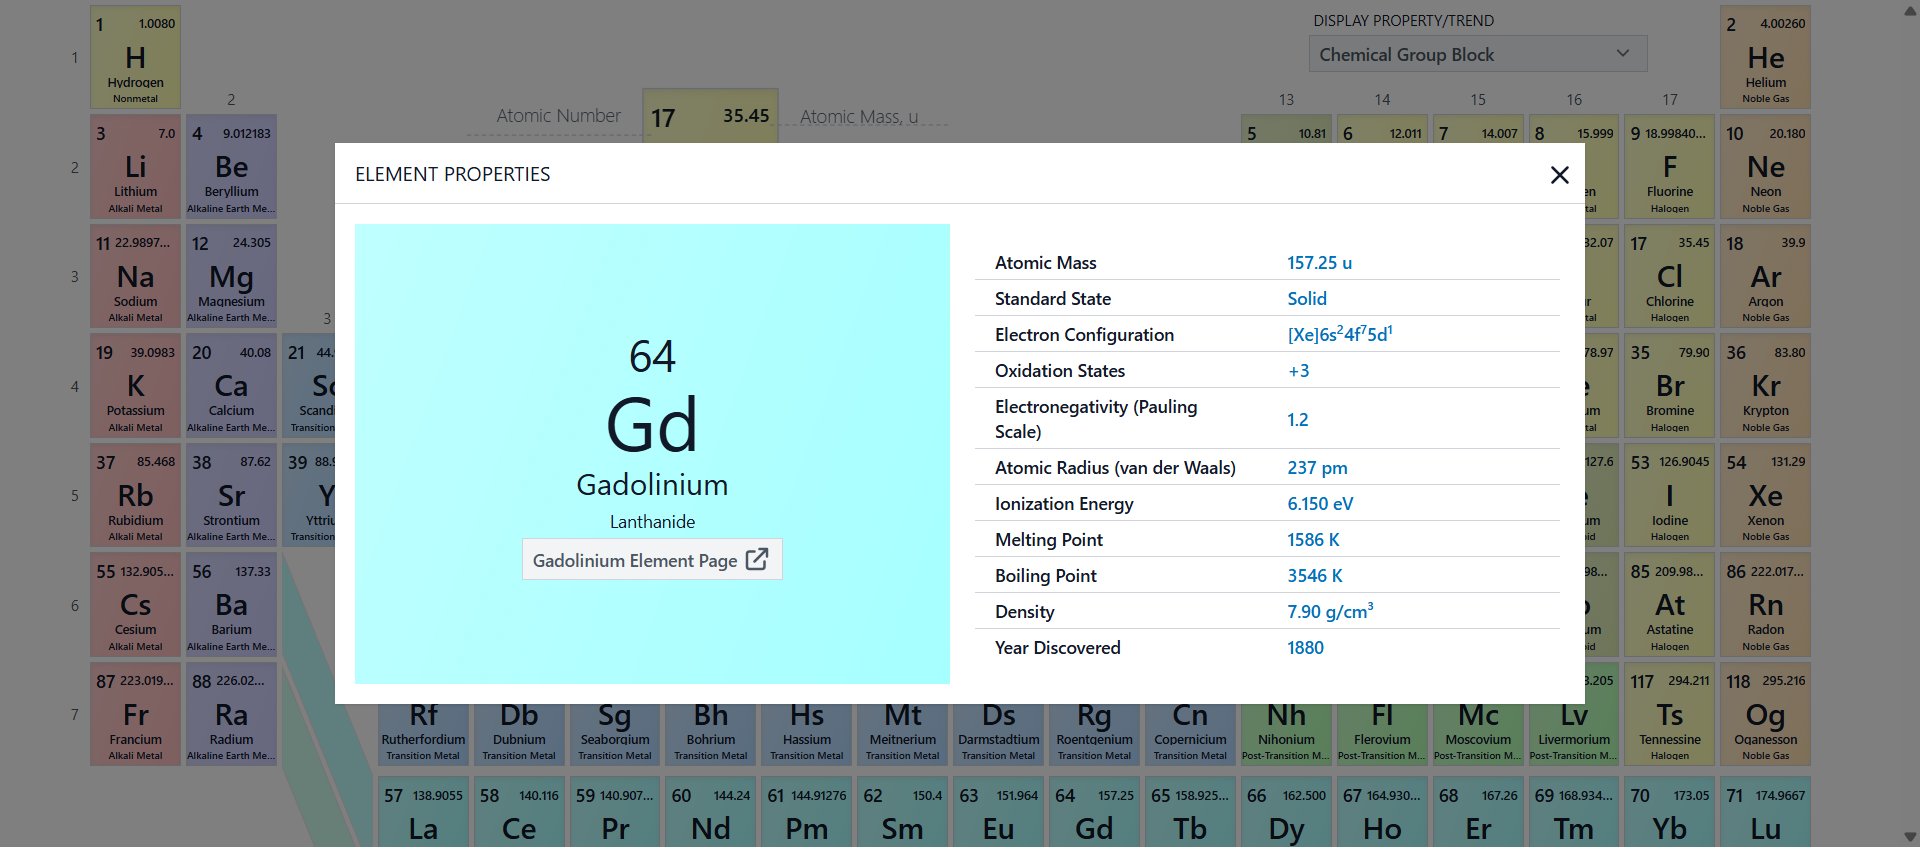 1 1.0080
H
Hydrogen
Nonmetal
DISPLAY PROPERTY/TREND
Chemical Group Block
2 4.00260
He
Helium
Noble Gas
1
2
13 14 15 16 17
Atomic Number
17 35.45
Atomic Mass, u
3 7.0
Li
Lithium
Alkali Metal
4 9.012183
Be
Beryllium
Alkaline Earth Me...
5 10.81
6 12.011
7 14.007
8 15.999
9 18.99840...
F
Fluorine
Halogen
10 20.180
Ne
Neon
Noble Gas
2
ELEMENT PROPERTIES
64
Gd
Gadolinium
Lanthanide
Gadolinium Element Page
Atomic Mass 157.25 u
Standard State Solid
Electron Configuration [Xe]6s²4f⁷5d¹
Oxidation States +3
Electronegativity (Pauling
Scale) 1.2
Atomic Radius (van der Waals) 237 pm
Ionization Energy 6.150 eV
Melting Point 1586 K
Boiling Point 3546 K
Density 7.90 g/cm³
Year Discovered 1880
3
11 22.9897...
Na
Sodium
Alkali Metal
12 24.305
Mg
Magnesium
Alkaline Earth Me...
3
17 35.45
Cl
Chlorine
Halogen
18 39.9
Ar
Argon
Noble Gas
4
19 39.0983
K
Potassium
Alkali Metal
20 40.08
Ca
Calcium
Alkaline Earth Me...
21 44.
35 79.90
Br
Bromine
Halogen
36 83.80
Kr
Krypton
Noble Gas
5
37 85.468
Rb
Rubidium
Alkali Metal
38 87.62
Sr
Strontium
Alkaline Earth Me...
39 88.9
Y
53 126.9045
I
Iodine
Halogen
54 131.29
Xe
Xenon
Noble Gas
6
55 132.905...
Cs
Cesium
Alkali Metal
56 137.33
Ba
Barium
Alkaline Earth Me...
85 209.98...
At
Astatine
Halogen
86 222.017...
Rn
Radon
Noble Gas
7
87 223.019...
Fr
Francium
Alkali Metal
88 226.02...
Ra
Radium
Alkaline Earth Me...
Rf
Rutherfordium
Transition Metal
Db
Dubnium
Transition Metal
Sg
Seaborgium
Transition Metal
Bh
Bohrium
Transition Metal
Hs
Hassium
Transition Metal
Mt
Meitnerium
Transition Metal
Ds
Darmstadtium
Transition Metal
Rg
Roentgenium
Transition Metal
Cn
Copernicium
Transition Metal
Nh
Nihonium
Post-Transition M...
Fl
Flerovium
Post-Transition M...
Mc
Moscovium
Post-Transition M...
Lv
Livermorium
Post-Transition M...
117 294.211
Ts
Tennessine
Halogen
118 295.216
Og
Oganesson
Noble Gas
57 138.9055
La
58 140.116
Ce
59 140.907...
Pr
60 144.24
Nd
61 144.91276
Pm
62 150.4
Sm
63 151.964
Eu
64 157.25
Gd
65 158.925...
Tb
66 162.500
Dy
67 164.930...
Ho
68 167.26
Er
69 168.934...
Tm
70 173.05
Yb
71 174.9667
Lu